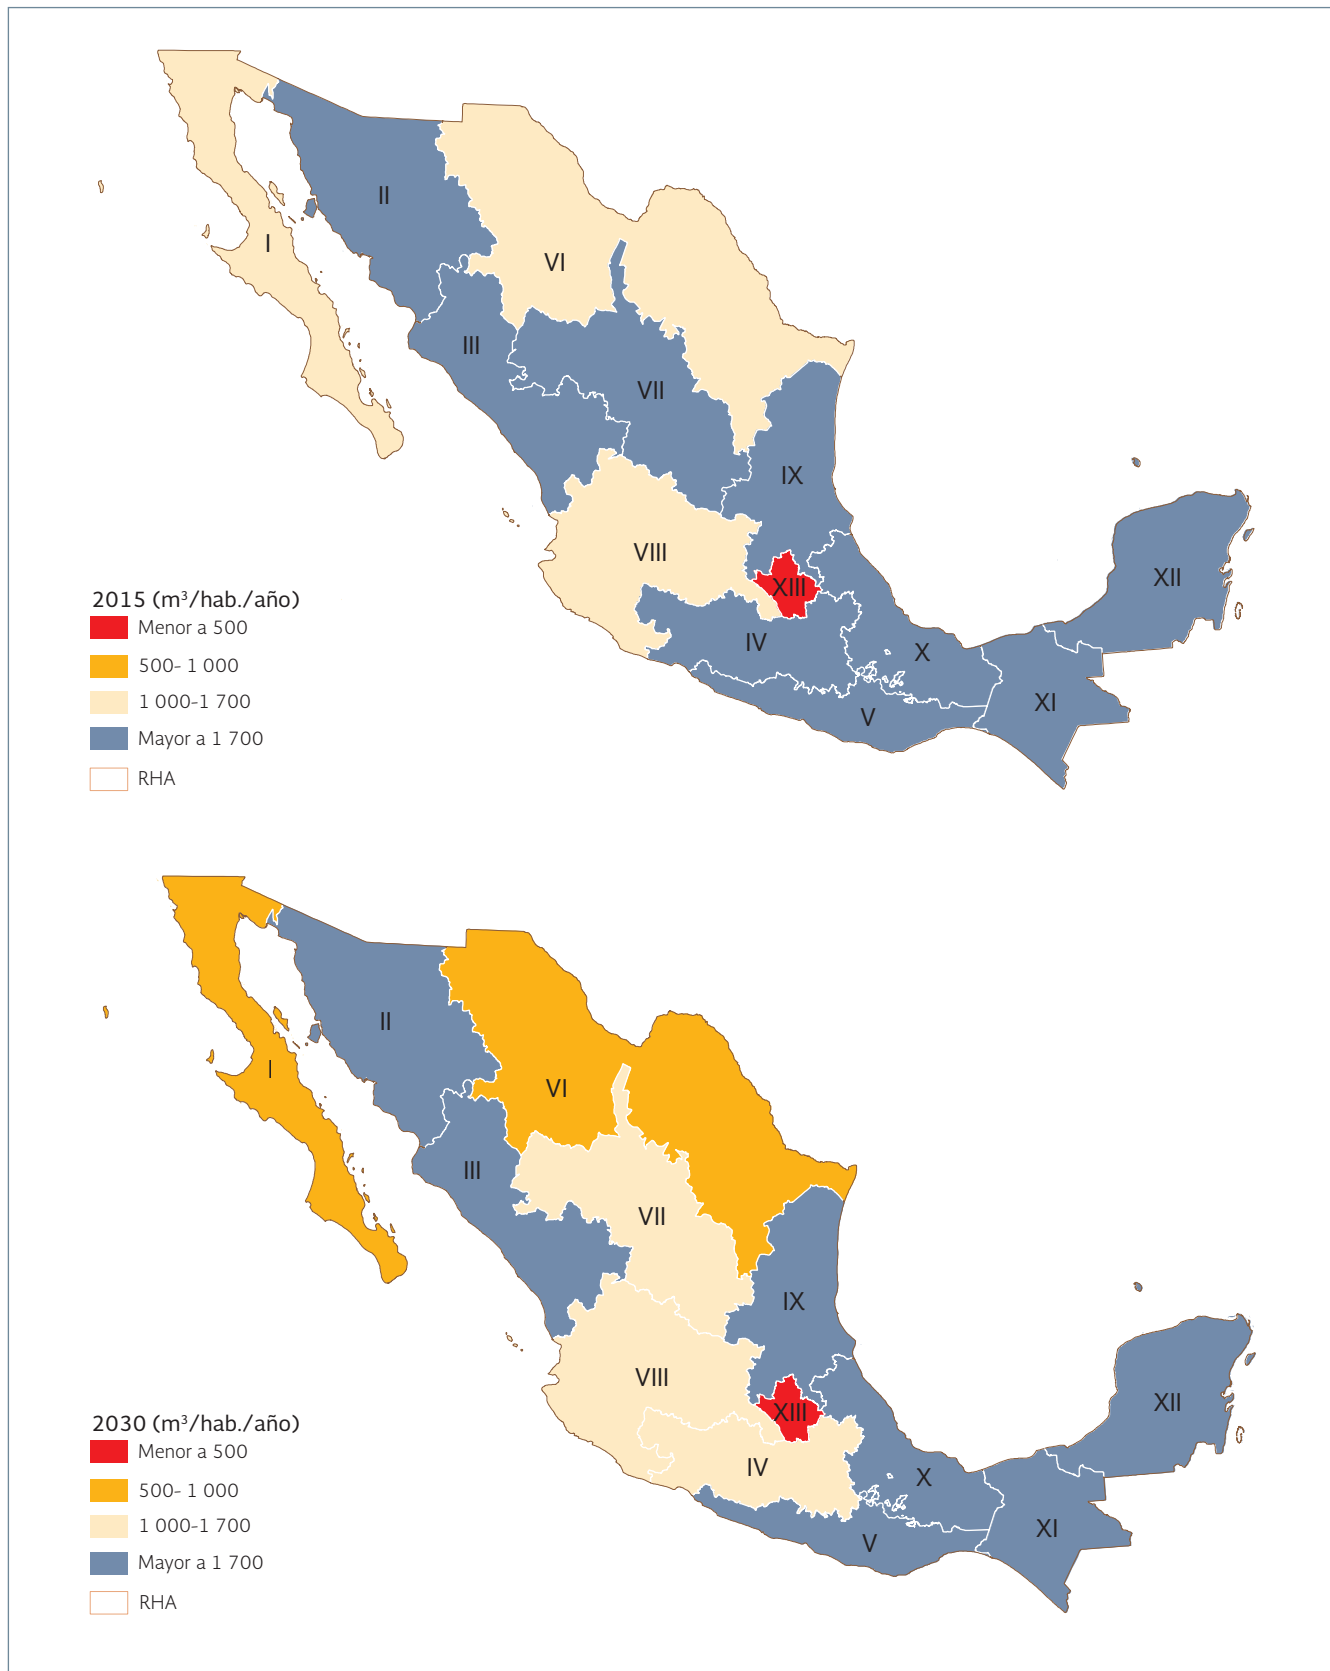 II
I
VI
III
VII
IX
VIII
XIII
XII
IV
X
XI
V
2015 (m³/hab./año)
Menor a 500
500- 1 000
1 000-1 700
Mayor a 1 700
RHA
II
I
VI
III
VII
IX
VIII
XII
XIII
IV
X
XI
V
2030 (m³/hab./año)
Menor a 500
500- 1 000
1 000-1 700
Mayor a 1 700
RHA